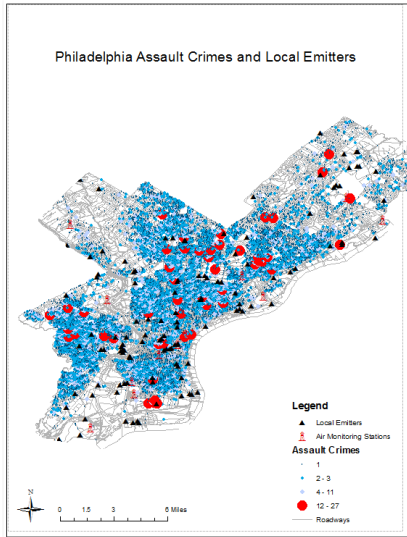 Philadelphia Assault Crimes and Local Emitters
Legend
Local Emitters
Air Monitoring Stations
Assault Crimes
1
2 - 3
4 - 11
12 - 27
Roadways
N
0 1.5 3 6 Miles